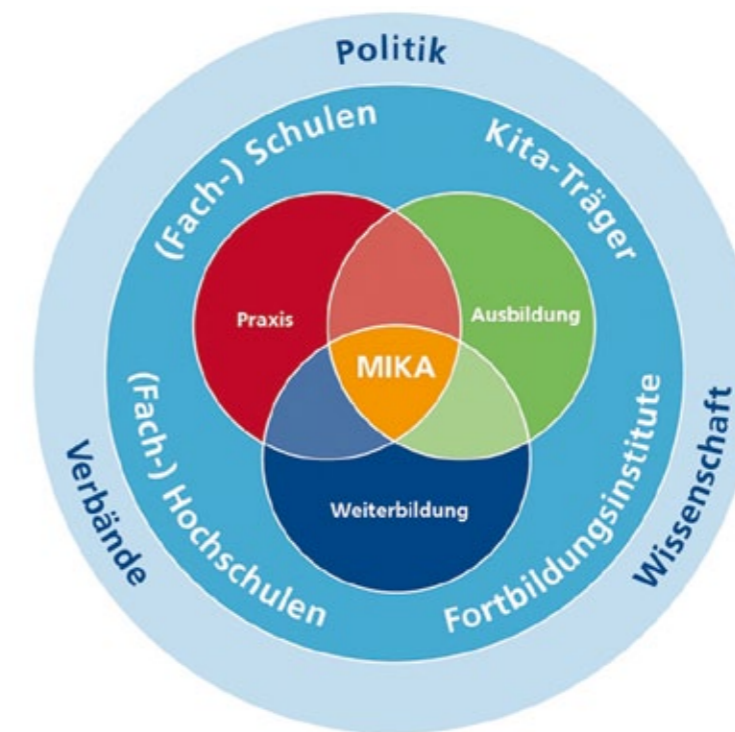 Politik
(Fach-) Schulen
Kita-Träger
Praxis
Ausbildung
MIKA
Weiterbildung
(Fach-) Hochschulen
Fortbildungsinstitute
Verbände
Wissenschaft